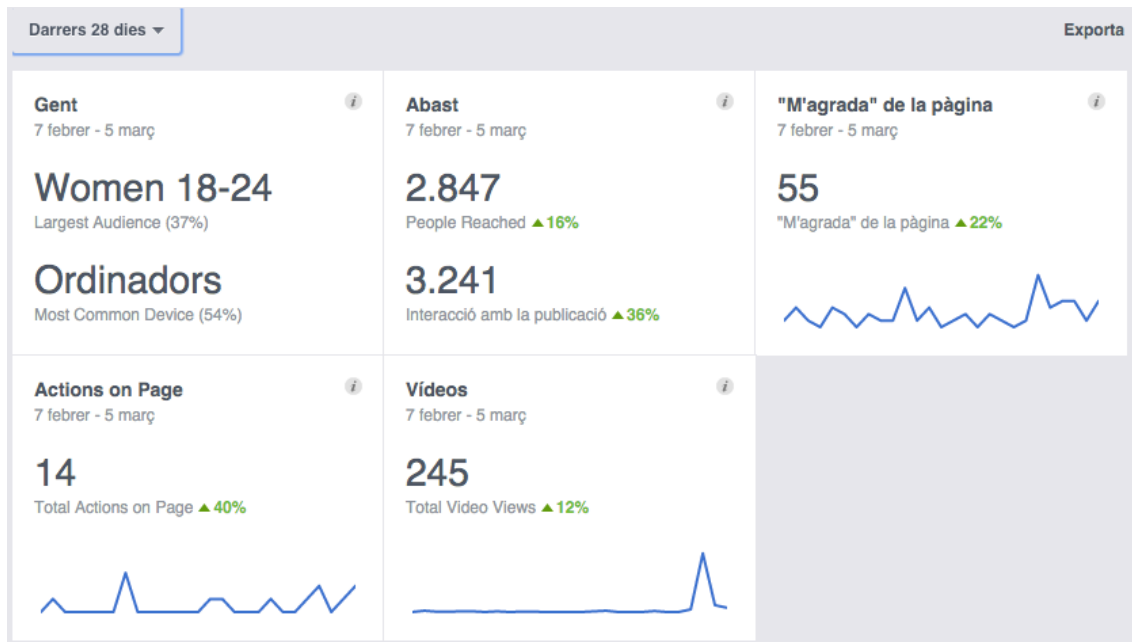 Darrers 28 dies
Exporta
Gent
7 febrer - 5 març
Women 18-24
Largest Audience (37%)
Ordinadors
Most Common Device (54%)
Abast
7 febrer - 5 març
2.847
People Reached ▲16%
3.241
Interacció amb la publicació ▲36%
"M'agrada" de la pàgina
7 febrer - 5 març
55
"M'agrada" de la pàgina ▲22%
Actions on Page
7 febrer - 5 març
14
Total Actions on Page ▲40%
Vídeos
7 febrer - 5 març
245
Total Video Views ▲12%